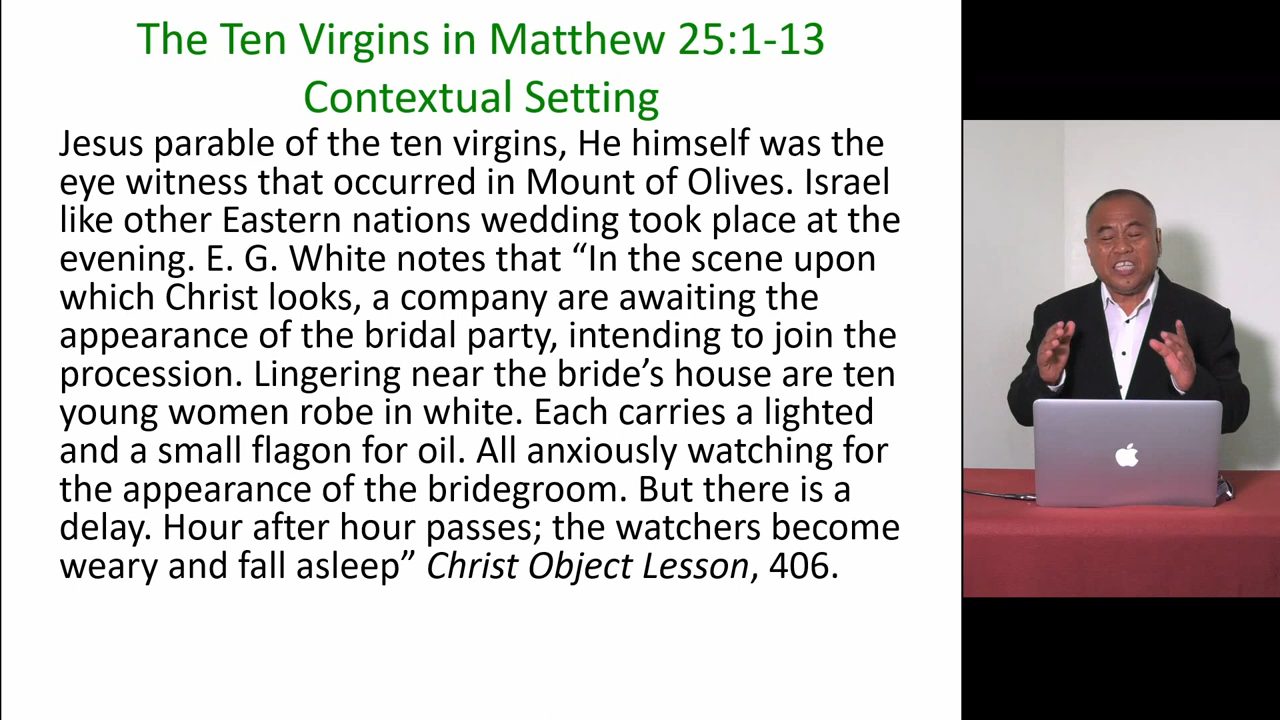 The Ten Virgins in Matthew 25:1-13
Contextual Setting
Jesus parable of the ten virgins, He himself was the
eye witness that occurred in Mount of Olives. Israel
like other Eastern nations wedding took place at the
evening. E. G. White notes that “In the scene upon
which Christ looks, a company are awaiting the
appearance of the bridal party, intending to join the
procession. Lingering near the bride’s house are ten
young women robe in white. Each carries a lighted
and a small flagon for oil. All anxiously watching for
the appearance of the bridegroom. But there is a
delay. Hour after hour passes; the watchers become
weary and fall asleep” Christ Object Lesson, 406.